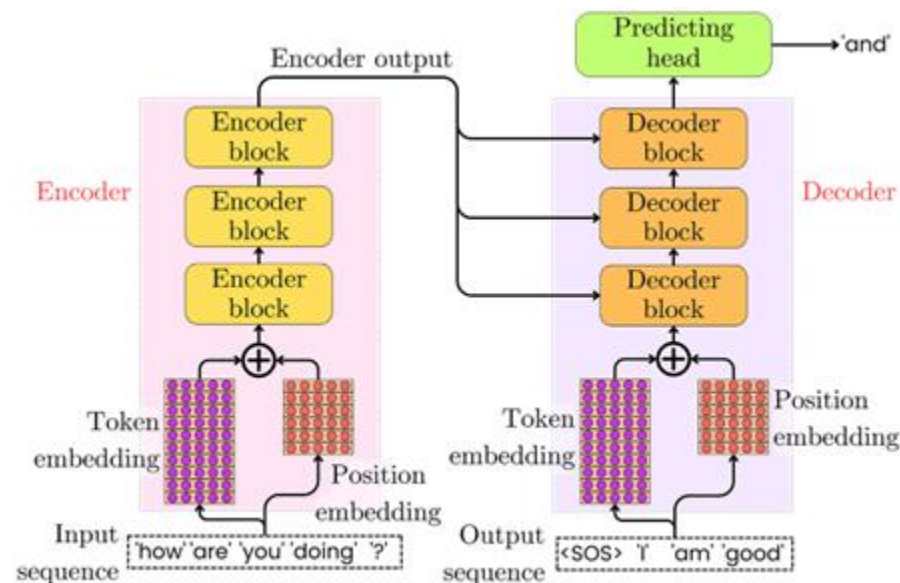 Predicting
head
'and'
Encoder output
Encoder
block
Encoder
block
Encoder
block
Encoder
Decoder
block
Decoder
block
Decoder
block
Decoder
Token
embedding
Position
embedding
Token
embedding
Position
embedding
Input
sequence
'how' 'are' 'you' 'doing' '?'
Output
sequence
<SOS> 'I' 'am' 'good'